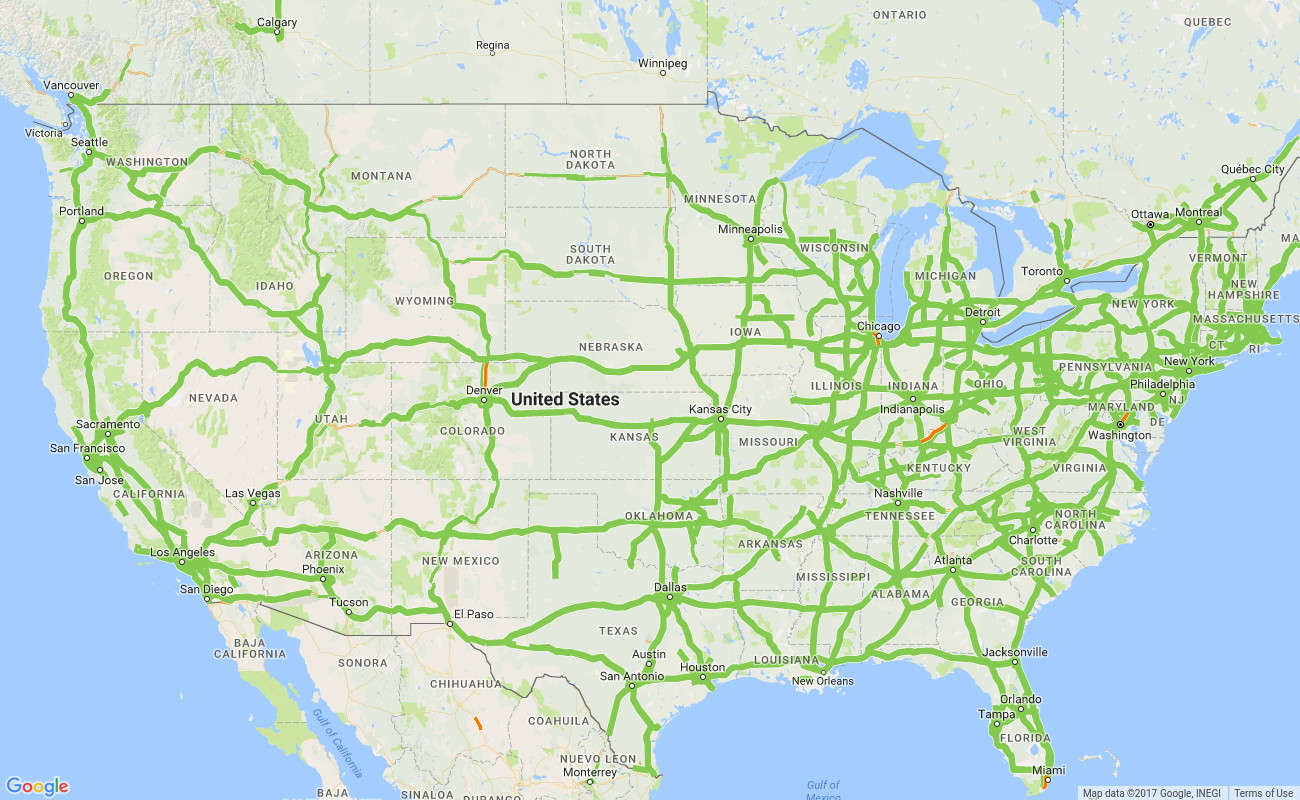 Calgary
Regina
Winnipeg
ONTARIO
QUEBEC
Vancouver
Victoria
Seattle
WASHINGTON
MONTANA
NORTH
DAKOTA
MINNESOTA
Québec City
Ottawa
Montreal
Portland
Minneapolis
WISCONSIN
MICHIGAN
Toronto
VERMONT
MA
OREGON
IDAHO
WYOMING
SOUTH
DAKOTA
NEW
HAMPSHIRE
NEW YORK
MASSACHUSETTS
Detroit
Chicago
IOWA
NEBRASKA
CT
RI
New York
PENNSYLVANIA
Philadelphia
NJ
NEVADA
UTAH
Denver
United States
COLORADO
KANSAS
Kansas City
MISSOURI
ILLINOIS
INDIANA
Indianapolis
OHIO
MARYLAND
DE
Washington
WEST
VIRGINIA
VIRGINIA
KENTUCKY
Sacramento
San Francisco
San Jose
CALIFORNIA
Las Vegas
Nashville
TENNESSEE
NORTH
CAROLINA
Charlotte
OKLAHOMA
ARKANSAS
Los Angeles
ARIZONA
Phoenix
NEW MEXICO
San Diego
Tucson
El Paso
Dallas
MISSISSIPPI
ALABAMA
Atlanta
SOUTH
CAROLINA
GEORGIA
BAJA
CALIFORNIA
SONORA
CHIHUAHUA
COAHUILA
TEXAS
Austin
San Antonio
Houston
LOUISIANA
New Orleans
Jacksonville
Orlando
Tampa
FLORIDA
Miami
Gulf of California
NUEVO LEON
Monterrey
BAJA
SINALOA
DURANGO
Gulf of
Mexico
Google
Map data ©2017 Google, INEGI
Terms of Use